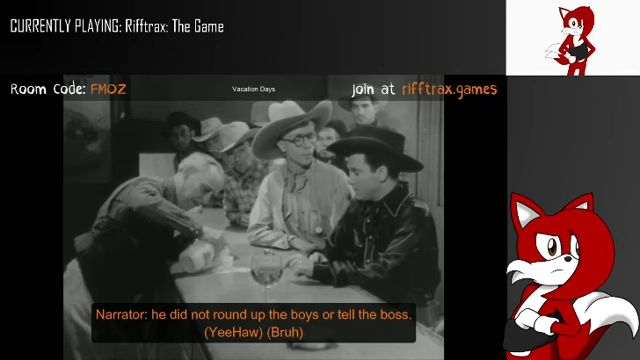 CURRENTLY PLAYING: Rifftrax: The Game
Room Code: FMOZ
Vacation Days
join at rifftrax.games
Narrator: he did not round up the boys or tell the boss.
(YeeHaw) (Bruh)